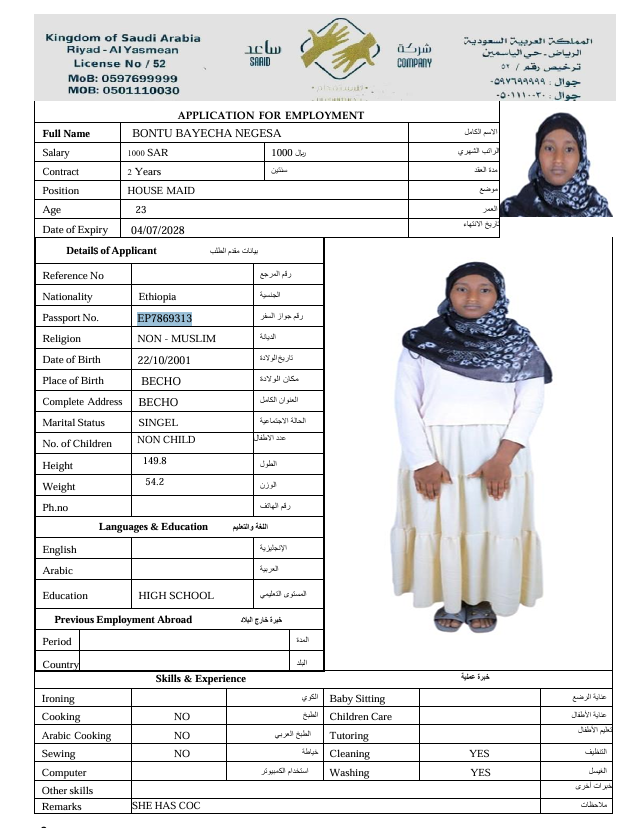 Kingdom of Saudi Arabia
Riyad - Al Yasmean
License No / 52
MoB: 0597699999
MOB: 0501110030
ساعد
SAAID
شركة
COMPANY
المملكة العربية السعودية
الرياض - حي الياسمين
ترخيص رقم / ٥٢
جوال : ٠٥٩٧٦٩٩٩٩٩
جوال : ٠٥٠١١١٠٠٣٠
APPLICATION FOR EMPLOYMENT
Full Name BONTU BAYECHA NEGESA الاسم الكامل
Salary 1000 SAR 1000 ريال الراتب الشهري
Contract 2 Years سنتين مدة العقد
Position HOUSE MAID موضع
Age 23 العمر
Date of Expiry 04/07/2028 تاريخ الانتهاء
Details of Applicant بيانات مقدم الطلب
Reference No رقم المرجع
Nationality Ethiopia الجنسية
Passport No. EP7869313 رقم جواز السفر
Religion NON - MUSLIM الديانة
Date of Birth 22/10/2001 تاريخ الولادة
Place of Birth BECHO مكان الولادة
Complete Address BECHO العنوان الكامل
Marital Status SINGEL الحالة الاجتماعية
No. of Children NON CHILD عدد الاطفال
Height 149.8 الطول
Weight 54.2 الوزن
Ph.no رقم الهاتف
Languages & Education اللغة والتعليم
English الإنجليزية
Arabic العربية
Education HIGH SCHOOL المستوى التعليمي
Previous Employment Abroad خبرة خارج البلاد
Period المدة
Country البلد
Skills & Experience خبرة عملية
Ironing الكوي Baby Sitting عناية الرضع
Cooking NO الطبخ Children Care عناية الأطفال
Arabic Cooking NO الطبخ العربي Tutoring تعليم الأطفال
Sewing NO خياطة Cleaning YES التنظيف
Computer استخدام الكمبيوتر Washing YES الغسيل
Other skills خبرات أخرى
Remarks SHE HAS COC ملاحظات